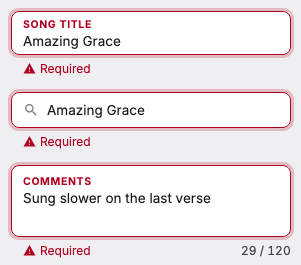 SONG TITLE
Amazing Grace
Required
Amazing Grace
Required
COMMENTS
Sung slower on the last verse
Required 29 / 120